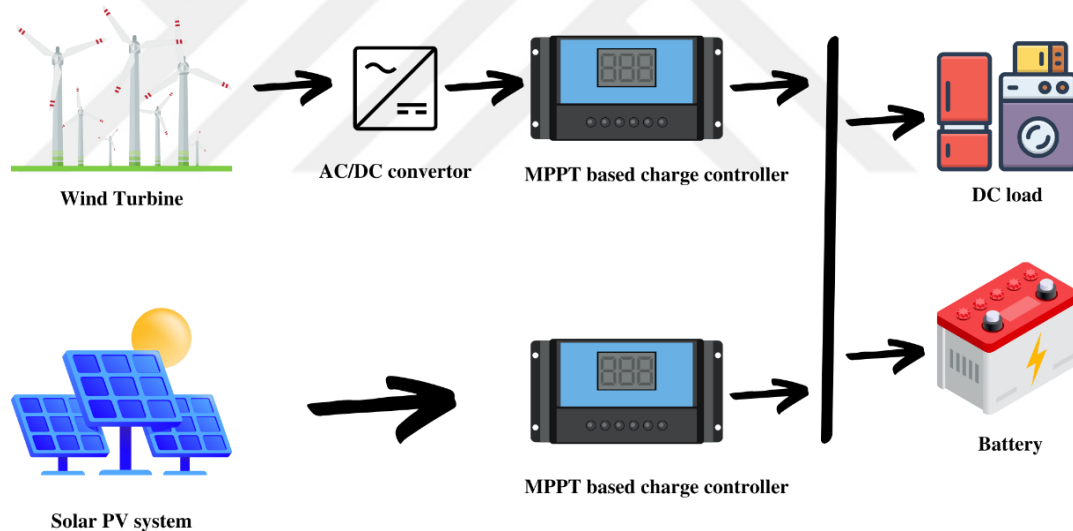 Wind Turbine
AC/DC convertor
MPPT based charge controller
DC load
Solar PV system
MPPT based charge controller
Battery